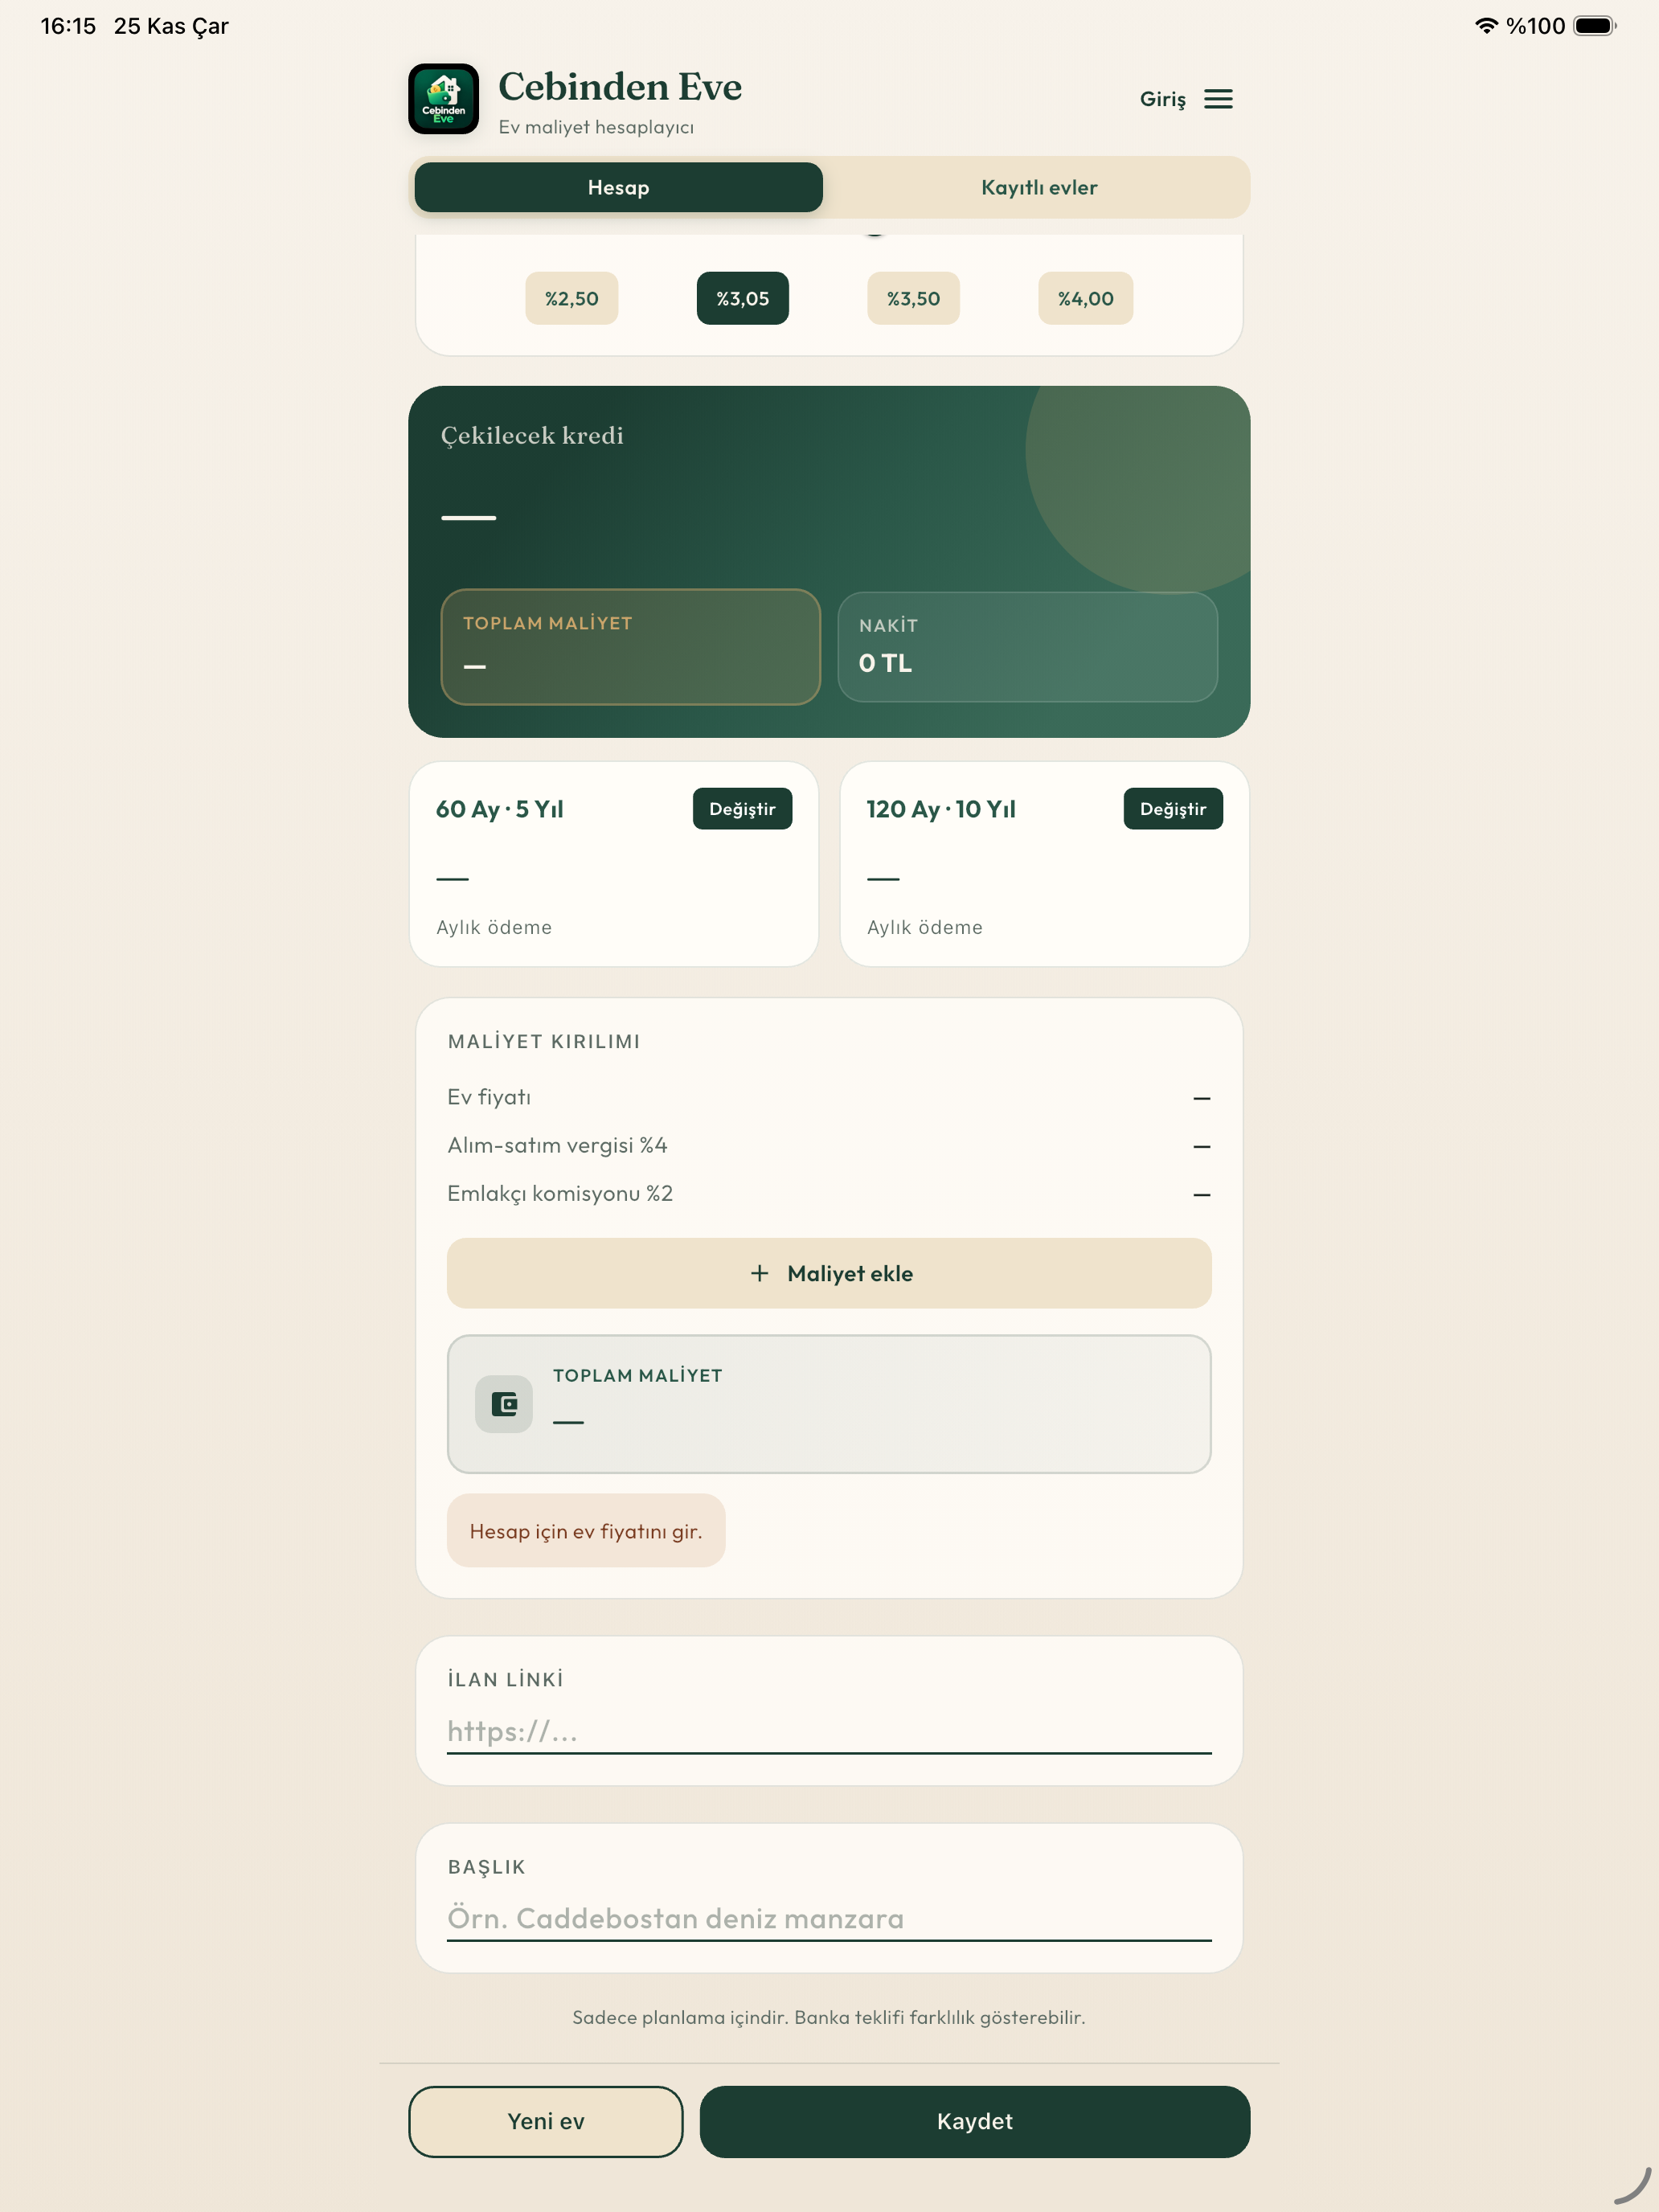 16:15 25 Kas Çar
%100
Cebinden
Eve
Cebinden Eve
Ev maliyet hesaplayıcı
Giriş
Hesap
Kayıtlı evler
%2,50
%3,05
%3,50
%4,00
Çekilecek kredi
—
TOPLAM MALİYET
—
NAKİT
0 TL
60 Ay · 5 Yıl
Değiştir
—
Aylık ödeme
120 Ay · 10 Yıl
Değiştir
—
Aylık ödeme
MALİYET KIRILIMI
Ev fiyatı —
Alım-satım vergisi %4 —
Emlakçı komisyonu %2 —
+ Maliyet ekle
TOPLAM MALİYET
—
Hesap için ev fiyatını gir.
İLAN LİNKİ
https://...
BAŞLIK
Örn. Caddebostan deniz manzara
Sadece planlama içindir. Banka teklifi farklılık gösterebilir.
Yeni ev
Kaydet